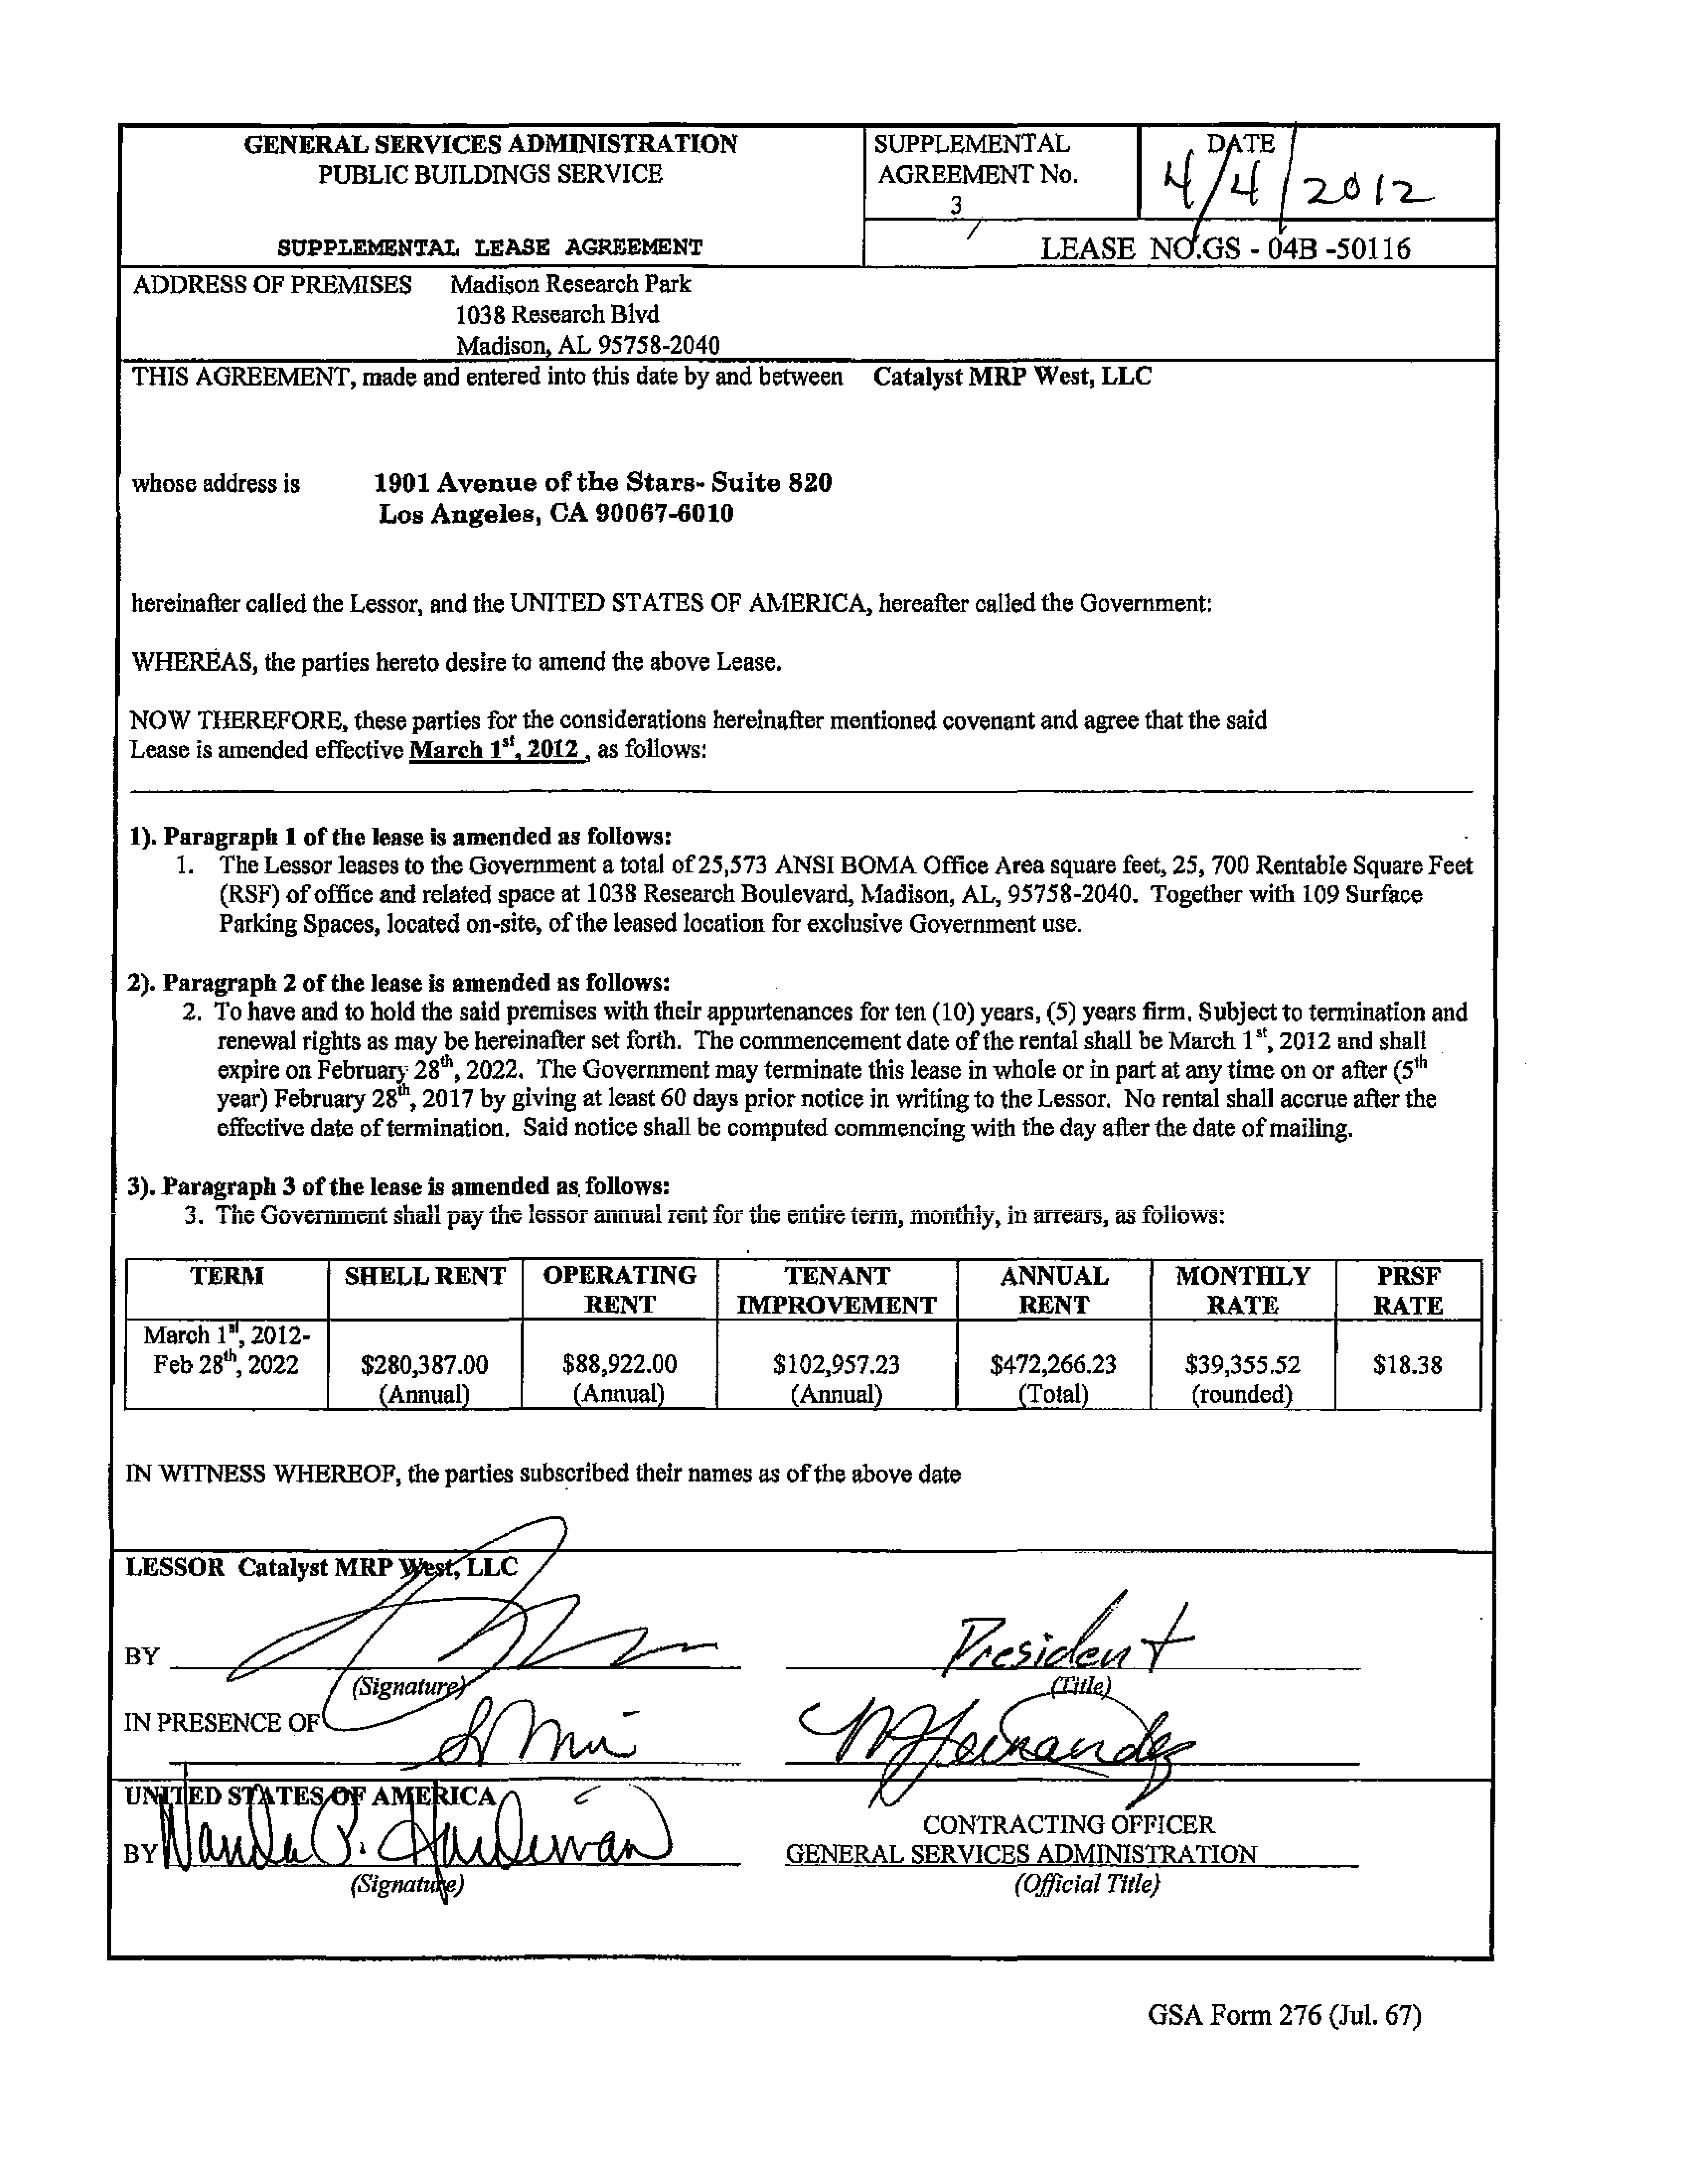 GENERAL SERVICES ADMINISTRATION
PUBLIC BUILDINGS SERVICE
SUPPLEMENTAL LEASE AGREEMENT
SUPPLEMENTAL
AGREEMENT No.
3
DATE
4/4/2012
LEASE NO.GS - 04B -50116
ADDRESS OF PREMISES Madison Research Park
1038 Research Blvd
Madison, AL 95758-2040
THIS AGREEMENT, made and entered into this date by and between Catalyst MRP West, LLC
whose address is 1901 Avenue of the Stars- Suite 820
Los Angeles, CA 90067-6010
hereinafter called the Lessor, and the UNITED STATES OF AMERICA, hereafter called the Government:
WHEREAS, the parties hereto desire to amend the above Lease.
NOW THEREFORE, these parties for the considerations hereinafter mentioned covenant and agree that the said
Lease is amended effective March 1st, 2012 , as follows:
1). Paragraph 1 of the lease is amended as follows:
1. The Lessor leases to the Government a total of 25,573 ANSI BOMA Office Area square feet, 25, 700 Rentable Square Feet
(RSF) of office and related space at 1038 Research Boulevard, Madison, AL, 95758-2040. Together with 109 Surface
Parking Spaces, located on-site, of the leased location for exclusive Government use.
2). Paragraph 2 of the lease is amended as follows:
2. To have and to hold the said premises with their appurtenances for ten (10) years, (5) years firm. Subject to termination and
renewal rights as may be hereinafter set forth. The commencement date of the rental shall be March 1st, 2012 and shall
expire on February 28th, 2022. The Government may terminate this lease in whole or in part at any time on or after (5th
year) February 28th, 2017 by giving at least 60 days prior notice in writing to the Lessor. No rental shall accrue after the
effective date of termination. Said notice shall be computed commencing with the day after the date of mailing.
3). Paragraph 3 of the lease is amended as follows:
3. The Government shall pay the lessor annual rent for the entire term, monthly, in arrears, as follows:
TERM SHELL RENT OPERATING RENT TENANT IMPROVEMENT ANNUAL RENT MONTHLY RATE PRSF RATE
March 1st, 2012-
Feb 28th, 2022 $280,387.00 $88,922.00 $102,957.23 $472,266.23 $39,355.52 $18.38
(Annual) (Annual) (Annual) (Total) (rounded)
IN WITNESS WHEREOF, the parties subscribed their names as of the above date
LESSOR Catalyst MRP West, LLC
BY President
(Signature) (Title)
IN PRESENCE OF
Hernandez
UNITED STATES OF AMERICA
CONTRACTING OFFICER
BY Wanda P. Hardiman GENERAL SERVICES ADMINISTRATION
(Signature) (Official Title)
GSA Form 276 (Jul. 67)